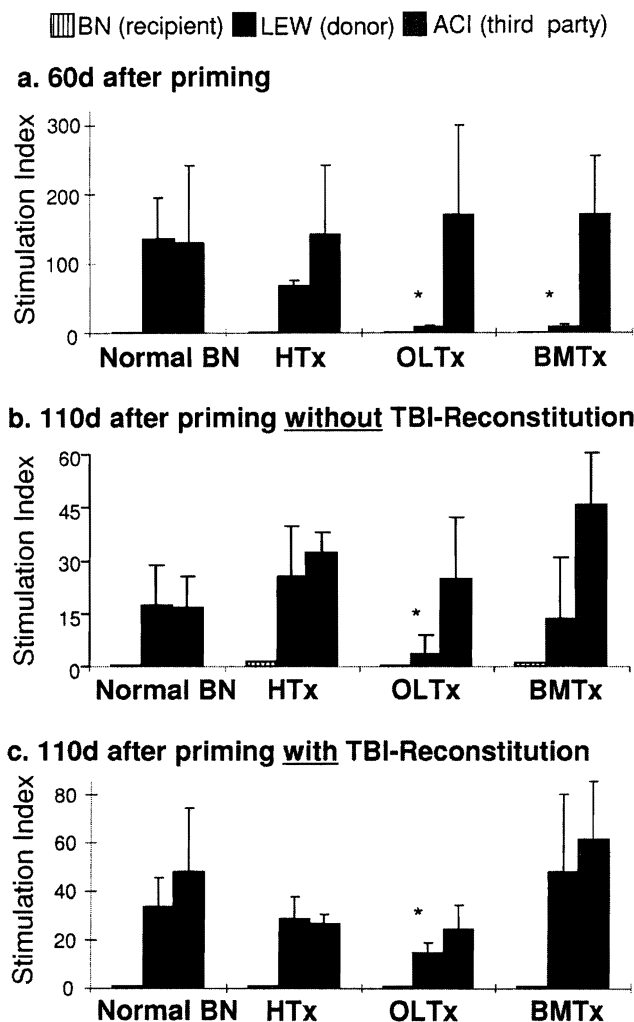 BN (recipient) LEW (donor) ACI (third party)
a. 60d after priming
Stimulation Index
300
200
100
0
* *
Normal BN HTx OLTx BMTx
b. 110d after priming without TBI-Reconstitution
Stimulation Index
60
45
30
15
0
*
Normal BN HTx OLTx BMTx
c. 110d after priming with TBI-Reconstitution
Stimulation Index
80
60
40
20
0
*
Normal BN HTx OLTx BMTx